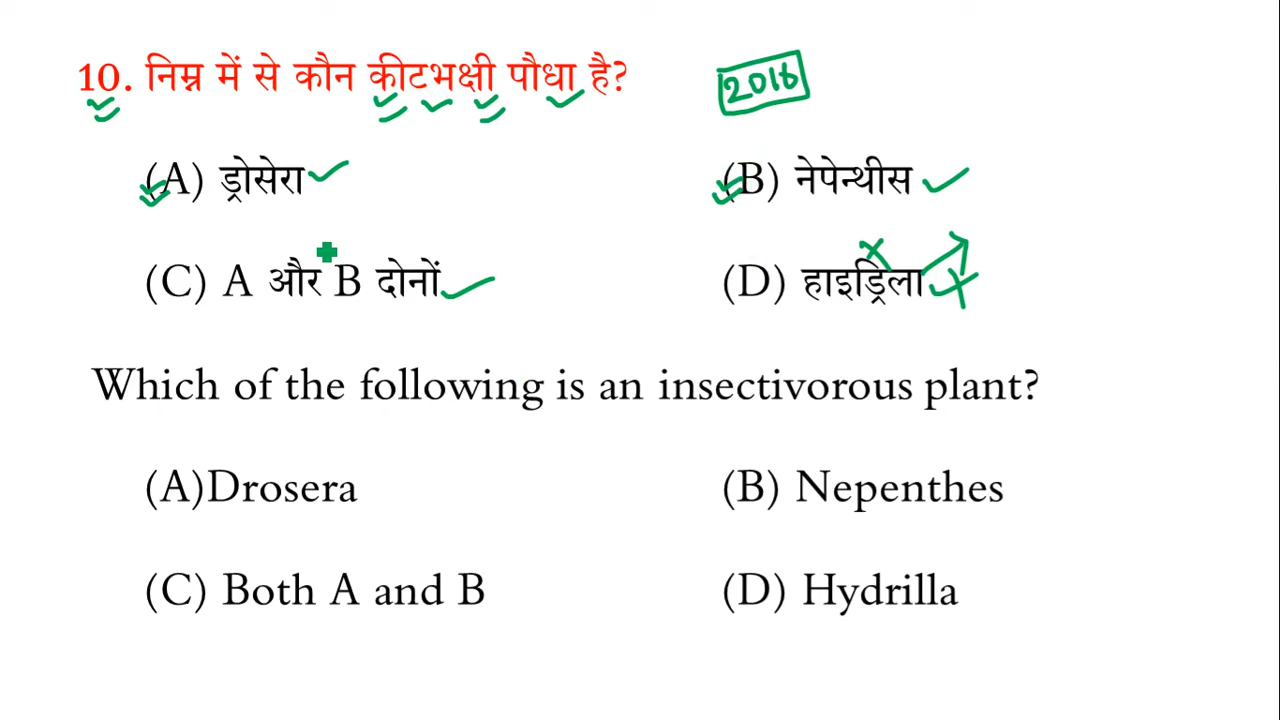 10. निम्न में से कौन कीटभक्षी पौधा है? 2016
(A) ड्रोसेरा (B) नेपेन्थीस
(C) A और B दोनों (D) हाइड्रिला
Which of the following is an insectivorous plant?
(A)Drosera (B) Nepenthes
(C) Both A and B (D) Hydrilla